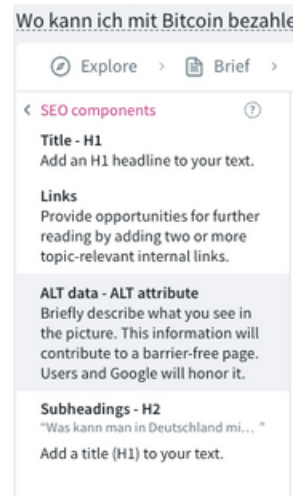 Wo kann ich mit Bitcoin bezahle
Explore > Brief >
< SEO components ?
Title - H1
Add an H1 headline to your text.
Links
Provide opportunities for further
reading by adding two or more
topic-relevant internal links.
ALT data - ALT attribute
Briefly describe what you see in
the picture. This information will
contribute to a barrier-free page.
Users and Google will honor it.
Subheadings - H2
“Was kann man in Deutschland mi... ”
Add a title (H1) to your text.